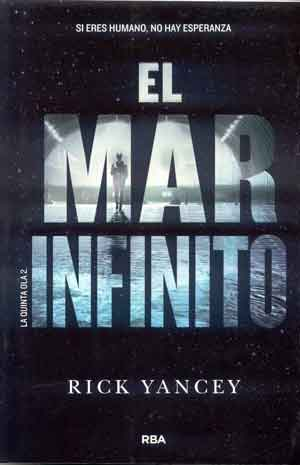 SI ERES HUMANO, NO HAY ESPERANZA
EL
MAR
INFINITO
LA QUINTA OLA 2
RICK YANCEY
RBA